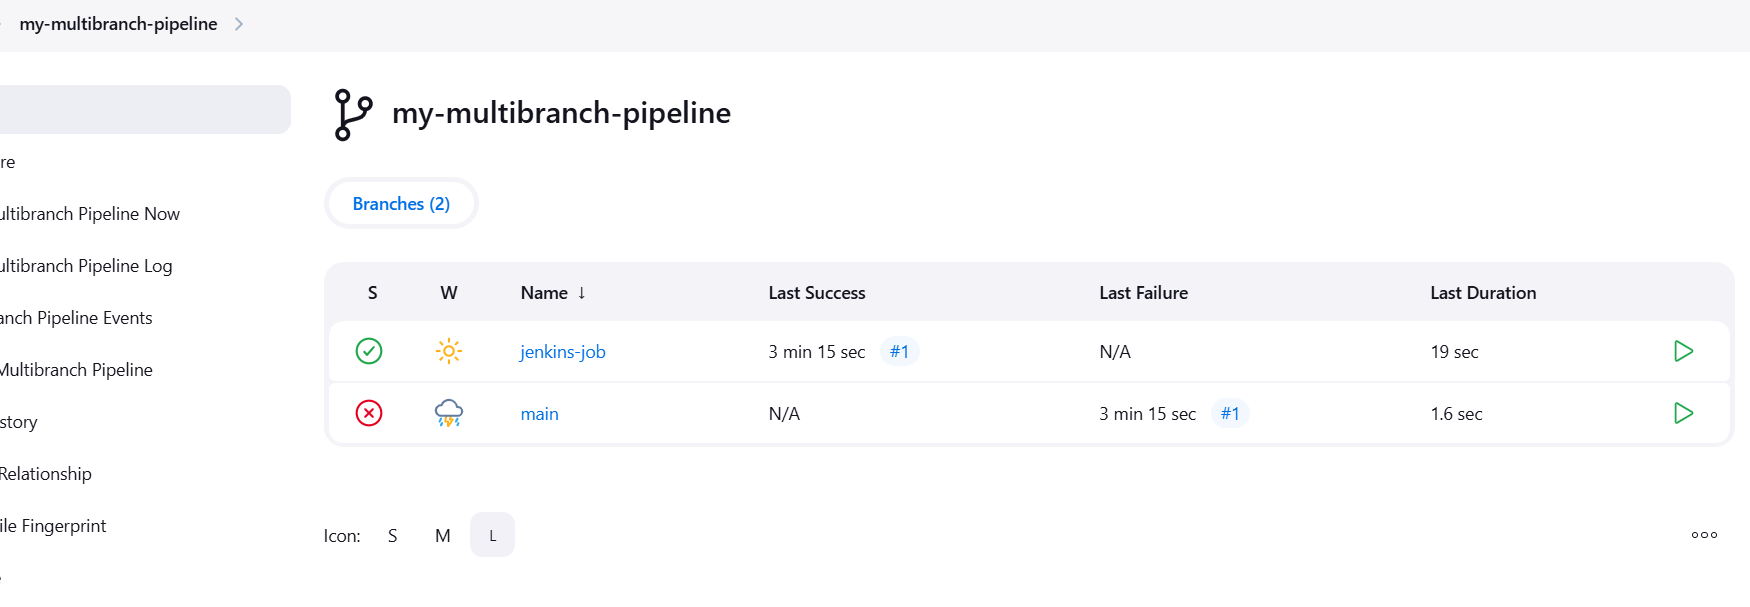 my-multibranch-pipeline
my-multibranch-pipeline
re
ultibranch Pipeline Now
ultibranch Pipeline Log
anch Pipeline Events
Multibranch Pipeline
story
Relationship
ile Fingerprint
Branches (2)
S W Name ↓ Last Success Last Failure Last Duration
jenkins-job 3 min 15 sec #1 N/A 19 sec
main N/A 3 min 15 sec #1 1.6 sec
Icon: S M L